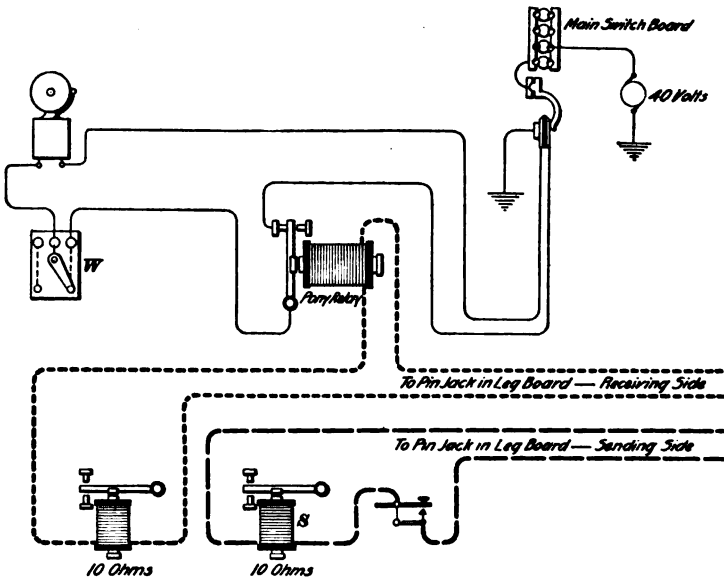 Main Switch Board
40 Volts
W
Pony Relay
To Pin Jack in Leg Board — Receiving Side
To Pin Jack in Leg Board — Sending Side
S
10 Ohms
10 Ohms